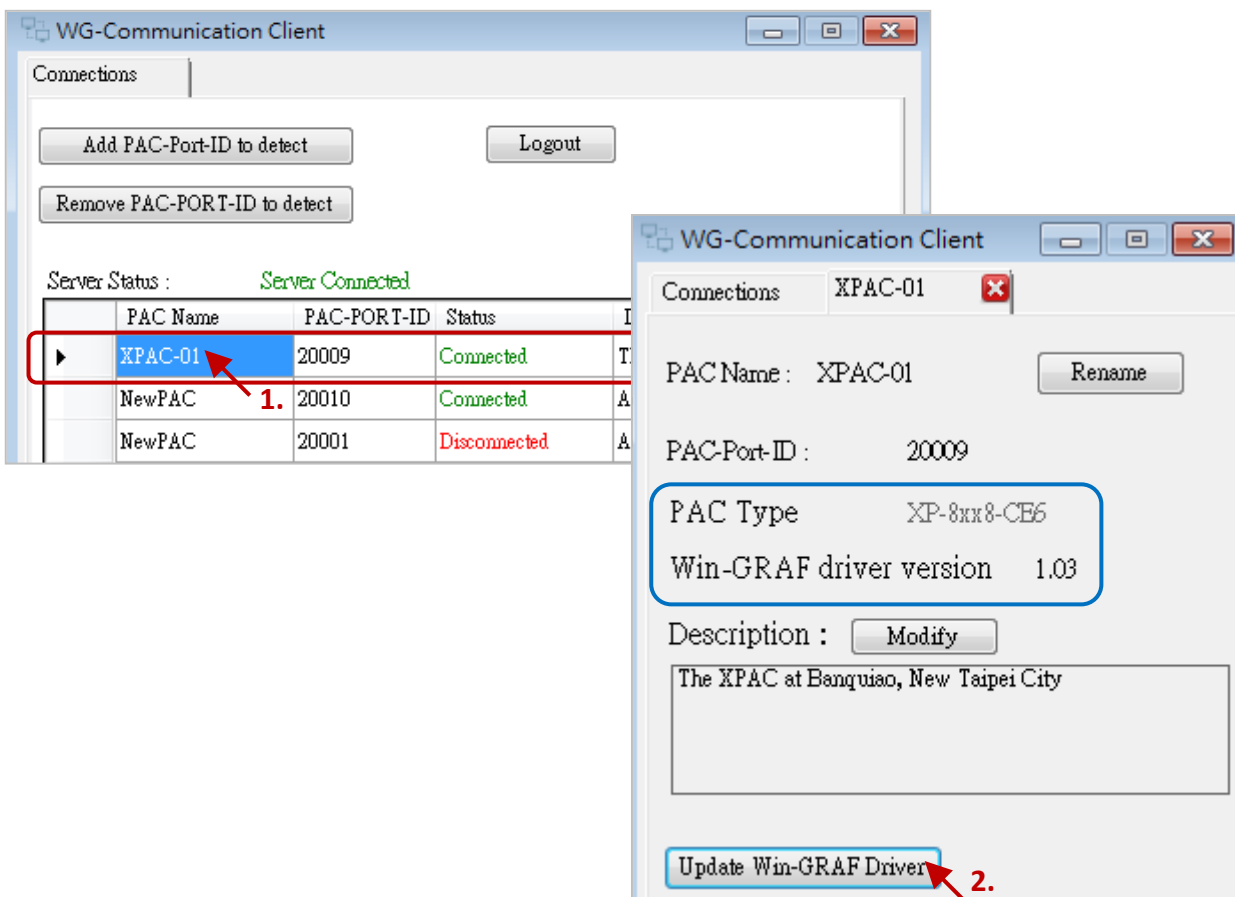 WG-Communication Client
Connections
Add PAC-Port-ID to detect
Logout
Remove PAC-PORT-ID to detect
Server Status : Server Connected
PAC Name PAC-PORT-ID Status
XPAC-01 20009 Connected
1.
NewPAC 20010 Connected A
NewPAC 20001 Disconnected A
WG-Communication Client
Connections XPAC-01
PAC Name : XPAC-01 Rename
PAC-Port-ID : 20009
PAC Type XP-8xx8-CE6
Win-GRAF driver version 1.03
Description : Modify
The XPAC at Banquiao, New Taipei City
Update Win-GRAF Driver
2.